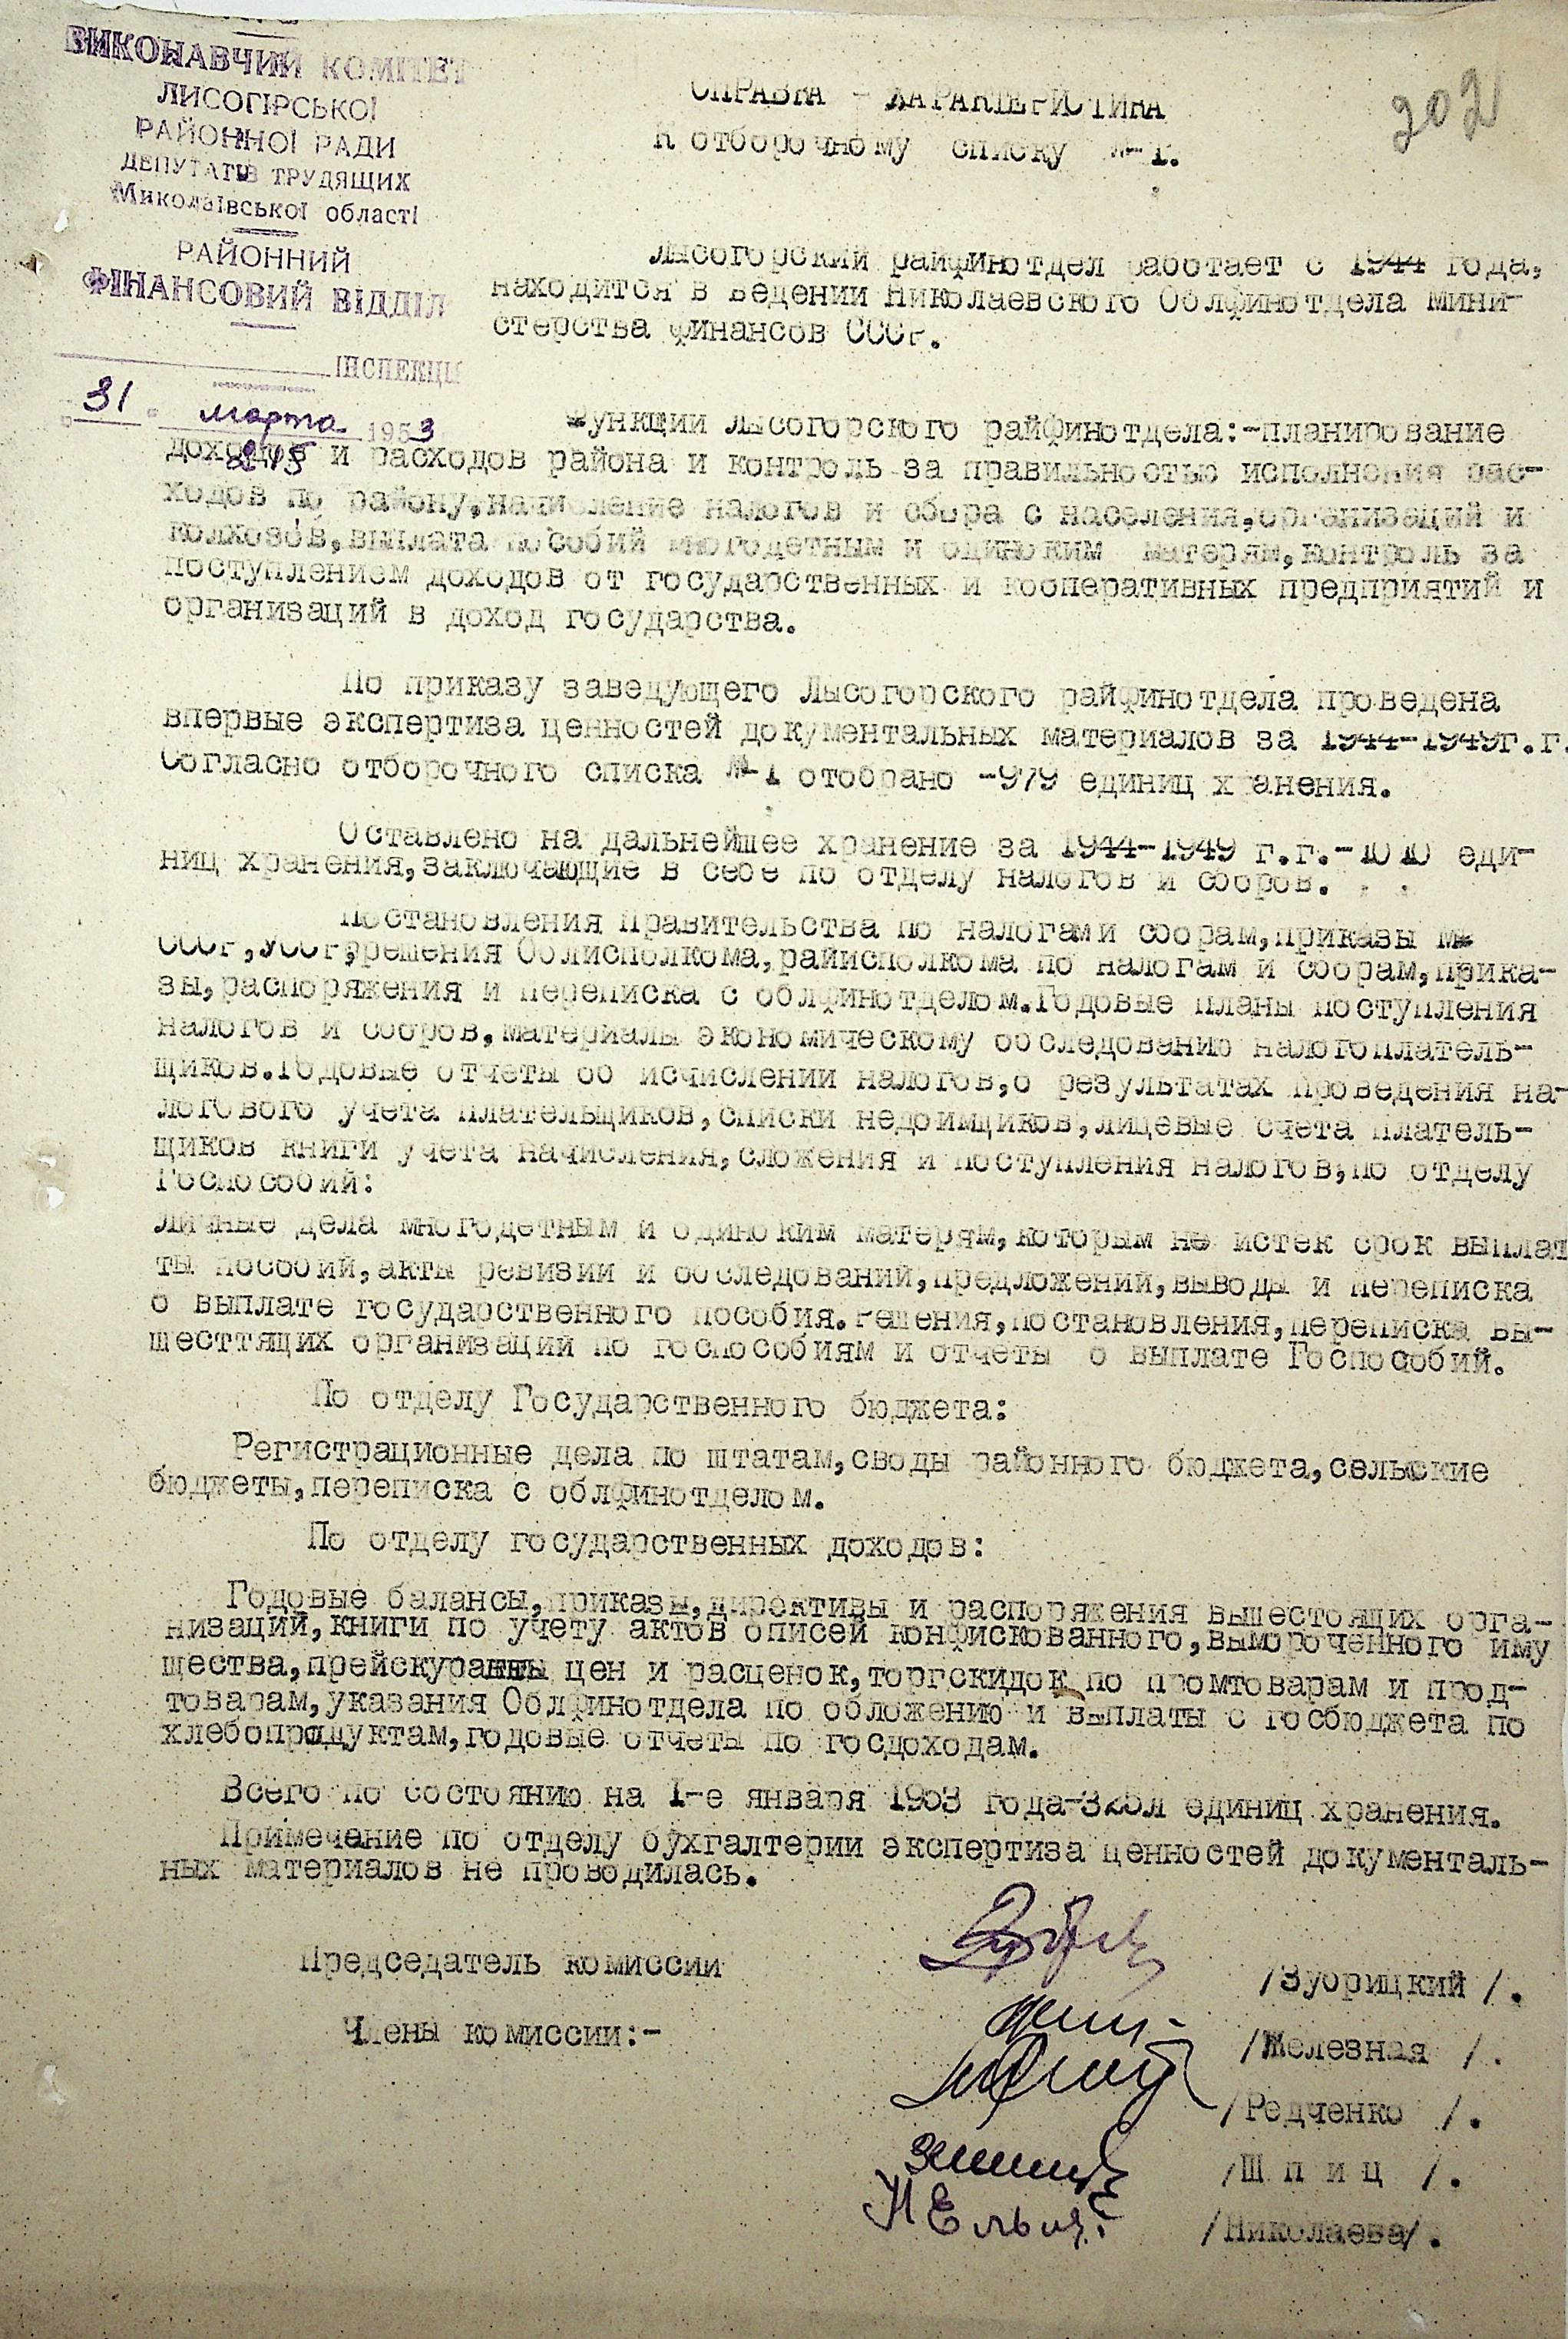 ВИКОНАВЧИЙ КОМІТЕТ
ЛИСОГІРСЬКОЇ
РАЙОННОЇ РАДИ
ДЕПУТАТІВ ТРУДЯЩИХ
Миколаївської області
РАЙОННИЙ
ФІНАНСОВИЙ ВІДДІЛ
ІНСПЕКЦІЯ
31 марта 1953
202
СПРАВКА - ХАРАКТЕРИСТИКА
К отборочному списку №-1.
Лысогорский райфинотдел работает с 1944 года,
находится в ведении Николаевского Облфинотдела Мини-
стерства финансов СССР.
Функции Лысогорского райфинотдела:-планирование
доходов и расходов района и контроль за правильностью исполнения рас-
ходов по району,начисление налогов и сбора с населения,организаций и
колхозов,выплата пособий многодетным и одиноким матерям,контроль за
поступлением доходов от государственных и кооперативных предприятий и
организаций в доход государства.
По приказу заведующего Лысогорского райфинотдела проведена
впервые экспертиза ценностей документальных материалов за 1944-1949г.г.
Согласно отборочного списка №-1 отобрано -979 единиц хранения.
Оставлено на дальнейшее хранение за 1944-1949 г.г.-1010 еди-
ниц хранения,заключающие в себе по отделу налогов и сборов.
Постановления Правительства по налогам и сборам,приказы
СССР,УССР,решения Облисполкома,райисполкома по налогам и сборам,прика-
зы,распоряжения и переписка с облфинотделом.Годовые планы поступления
налогов и сборов,материалы экономическому обследованию налогоплатель-
щиков.Годовые отчеты об исчислении налогов,о результатах проведения на-
логового учета плательщиков,списки недоимщиков,лицевые счета платель-
щиков книги учета начисления,сложения и поступления налогов,по отделу
Госпособий:
личные дела многодетным и одиноким матерям,которым не истек срок выплат
ты пособий,акты ревизии и обследований,предложений,выводы и переписка
о выплате государственного пособия.Решения,постановления,переписка вы-
шесттящих организаций по госпособиям и отчеты о выплате Госпособий.
По отделу Государственного бюджета:
Регистрационные дела по штатам,своды районного бюджета,сельские
бюджеты,переписка с облфинотделом.
По отделу государственных доходов:
Годовые балансы,приказы,директивы и распоряжения вышестоящих орга-
низаций,книги по учету актов описей конфискованного,выморочённого иму
щества,прейскуранты цен и расценок,торгскидок по промтоварам и прод-
товарам,указания Облфинотдела по обложению и выплаты с госбюджета по
хлебопродуктам,годовые отчеты по госдоходам.
Всего по состоянию на 1-е января 1953 года- единиц хранения.
Примечание по отделу бухгалтерии экспертиза ценностей документаль-
ных материалов не проводилась.
Председатель комиссии /Зубрицкий/.
Члены комиссии:- /Железная /.
/Редченко /.
/Ш п и ц /.
/Николаева/.